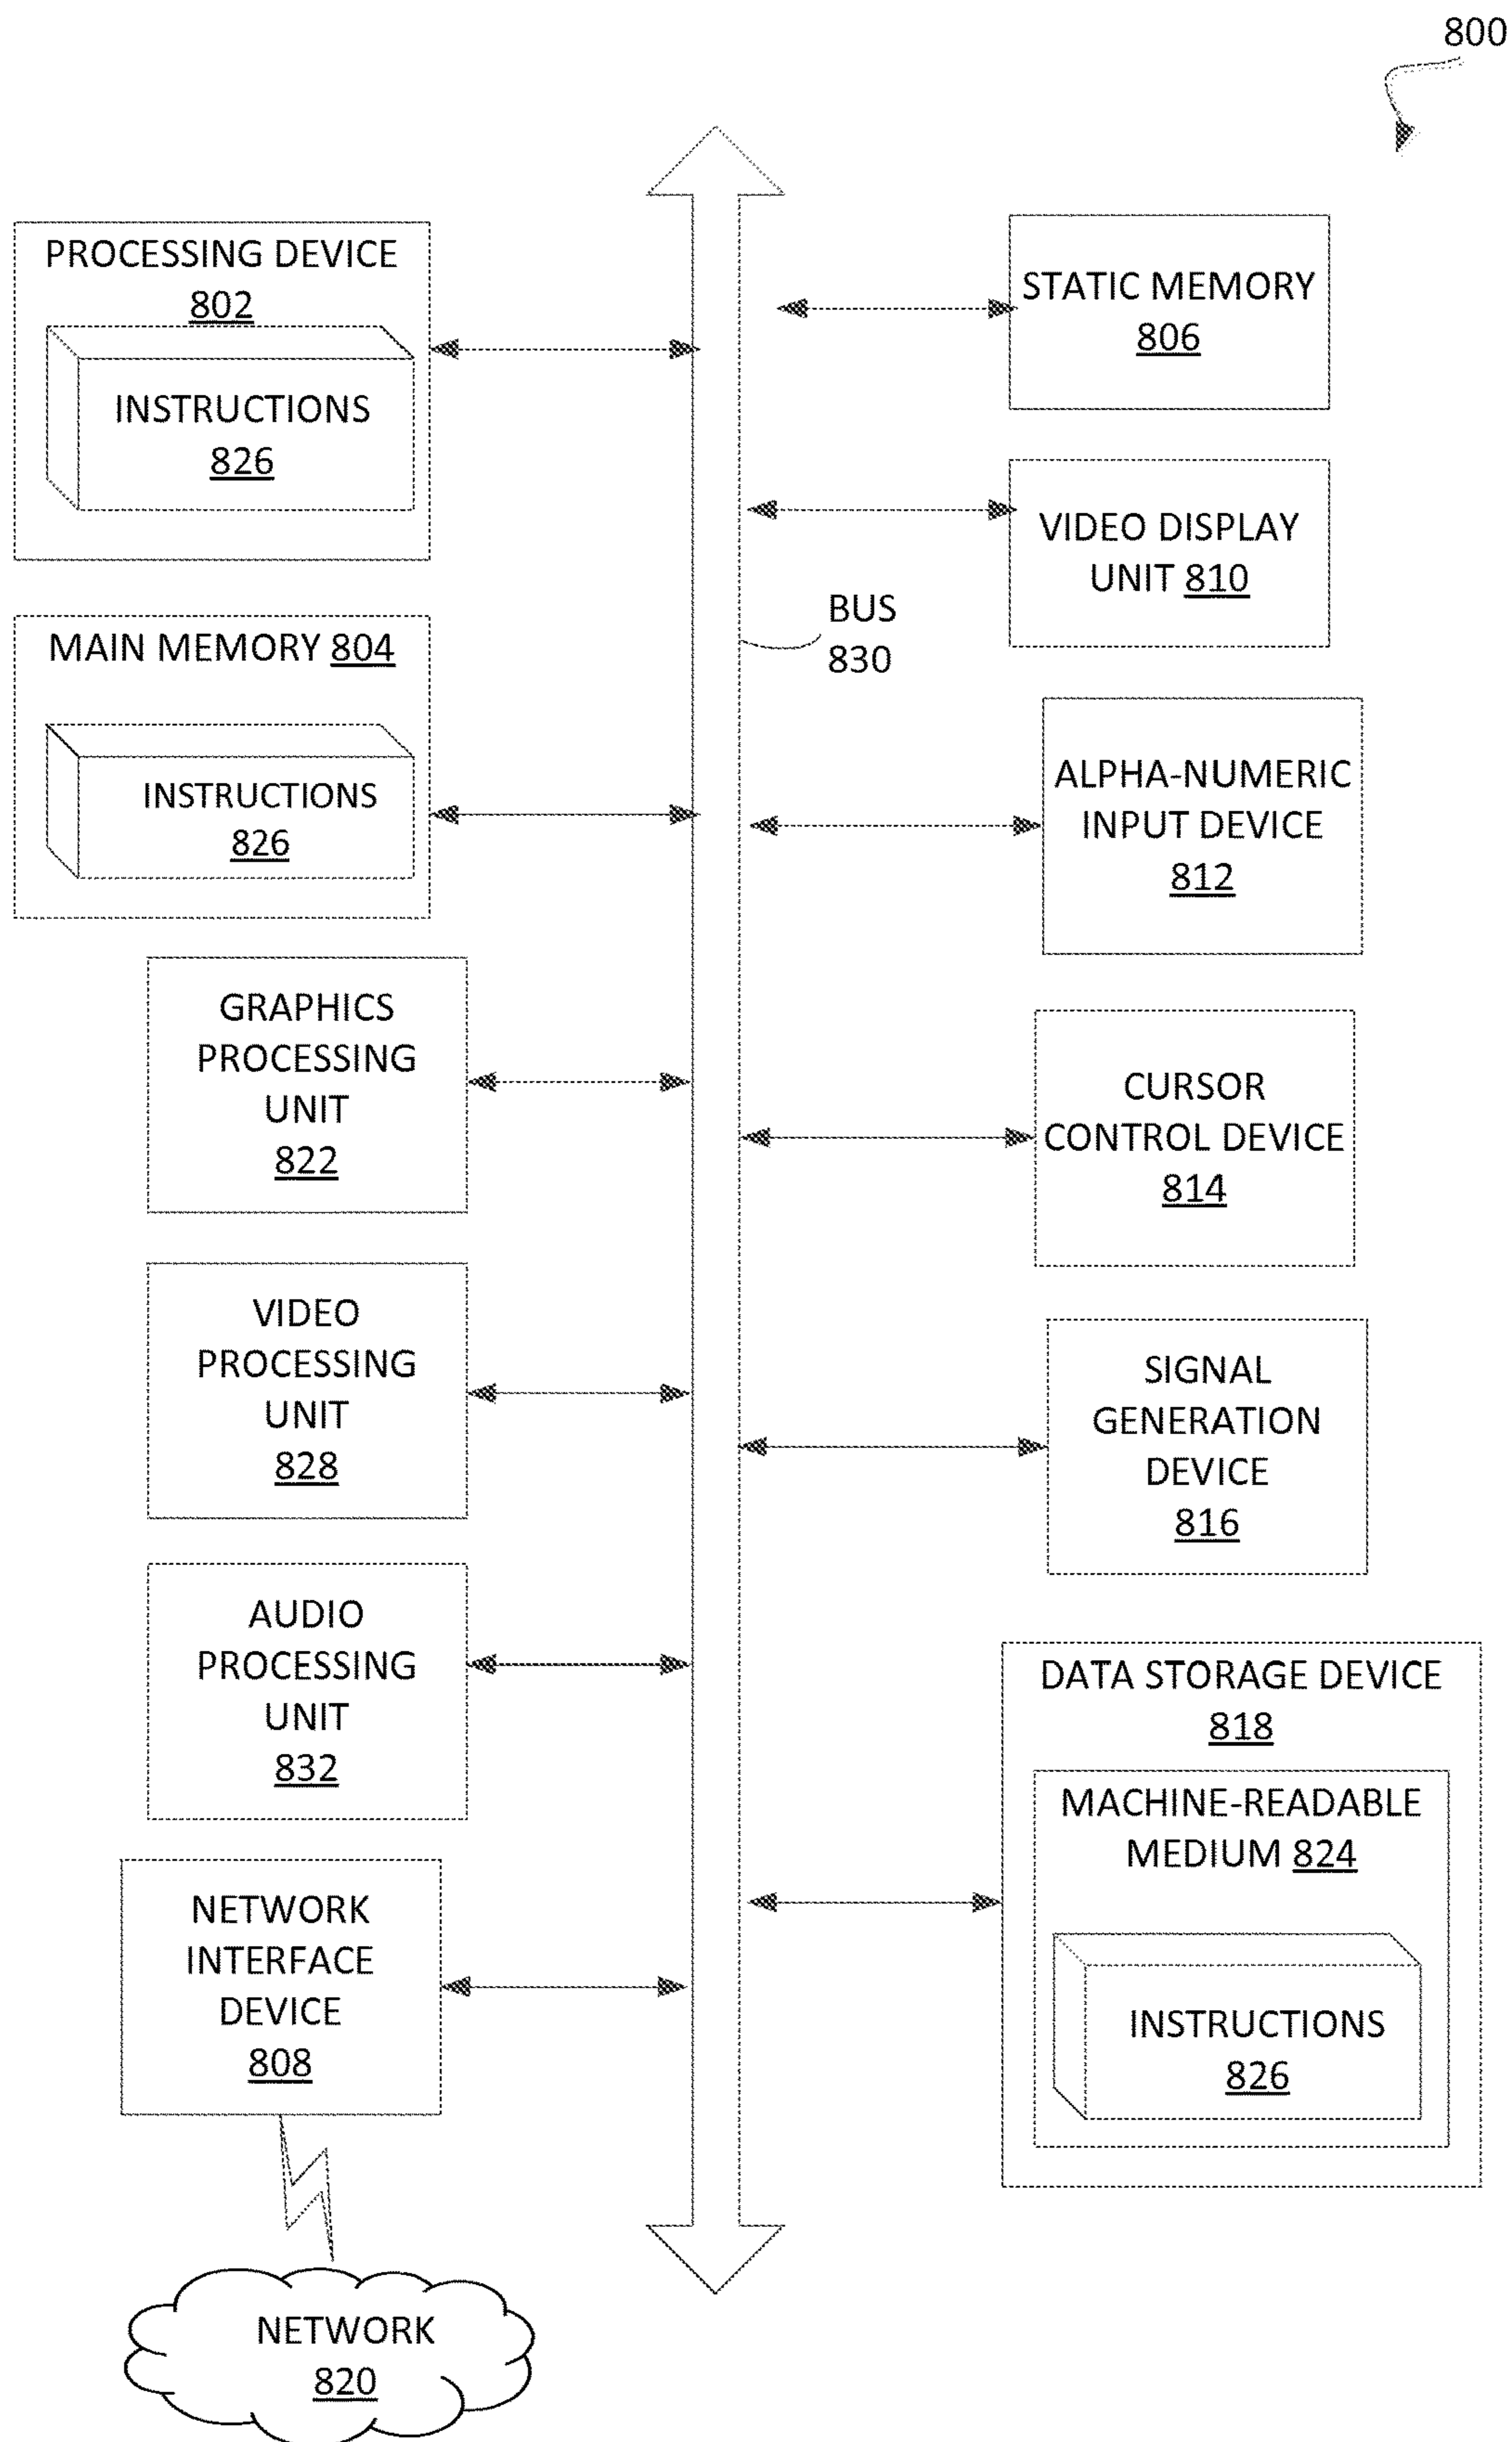 800
PROCESSING DEVICE
802
INSTRUCTIONS
826
MAIN MEMORY 804
INSTRUCTIONS
826
GRAPHICS
PROCESSING
UNIT
822
VIDEO
PROCESSING
UNIT
828
AUDIO
PROCESSING
UNIT
832
NETWORK
INTERFACE
DEVICE
808
NETWORK
820
BUS
830
STATIC MEMORY
806
VIDEO DISPLAY
UNIT 810
ALPHA-NUMERIC
INPUT DEVICE
812
CURSOR
CONTROL DEVICE
814
SIGNAL
GENERATION
DEVICE
816
DATA STORAGE DEVICE
818
MACHINE-READABLE
MEDIUM 824
INSTRUCTIONS
826